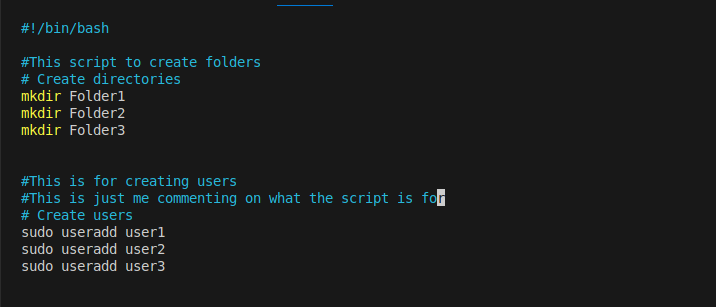 #!/bin/bash
#This script to create folders
# Create directories
mkdir Folder1
mkdir Folder2
mkdir Folder3
#This is for creating users
#This is just me commenting on what the script is for
# Create users
sudo useradd user1
sudo useradd user2
sudo useradd user3